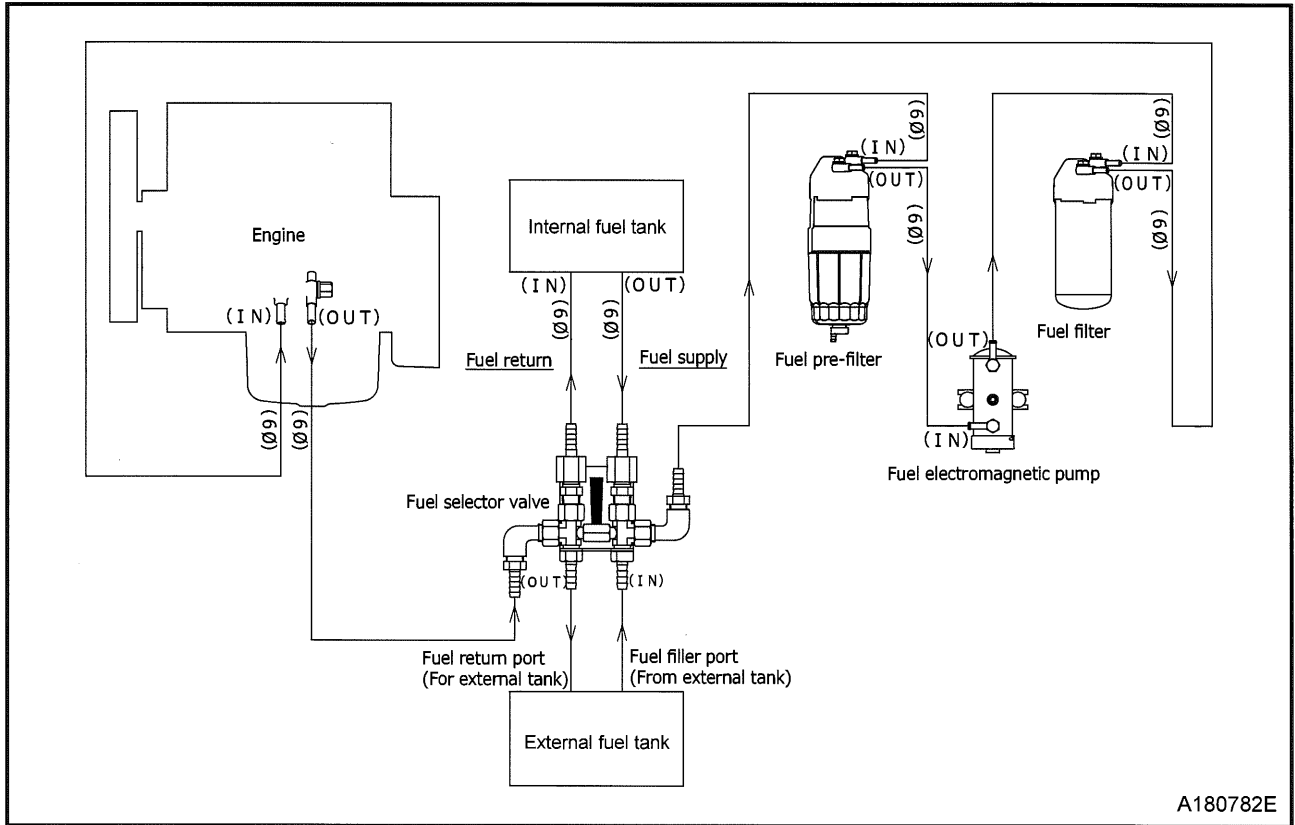 (Ø9)
(Ø9)
(IN)
(OUT)
(IN)
(OUT)
(Ø9)
(Ø9)
Engine
Internal fuel tank
(IN)
(OUT)
(Ø9)
(Ø9)
(IN)
(OUT)
Fuel filter
(OUT)
Fuel return
Fuel supply
Fuel pre-filter
(Ø9)
(Ø9)
(IN)
Fuel electromagnetic pump
Fuel selector valve
(OUT)
(IN)
Fuel return port
(For external tank)
Fuel filler port
(From external tank)
External fuel tank
A180782E